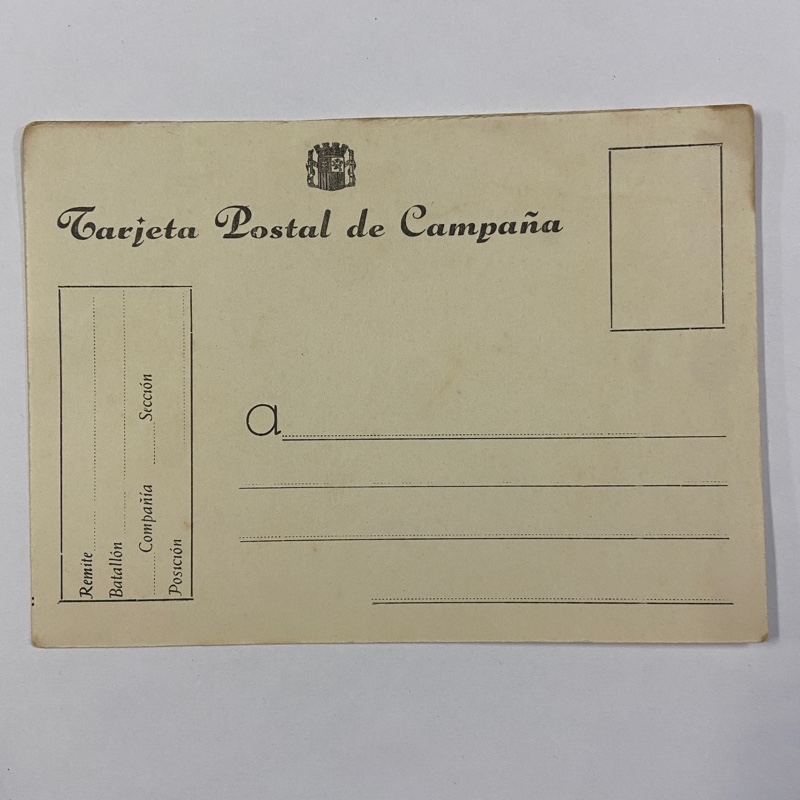 Tarjeta Postal de Campaña
a
Remite
Batallón
Compañía Sección
Posición